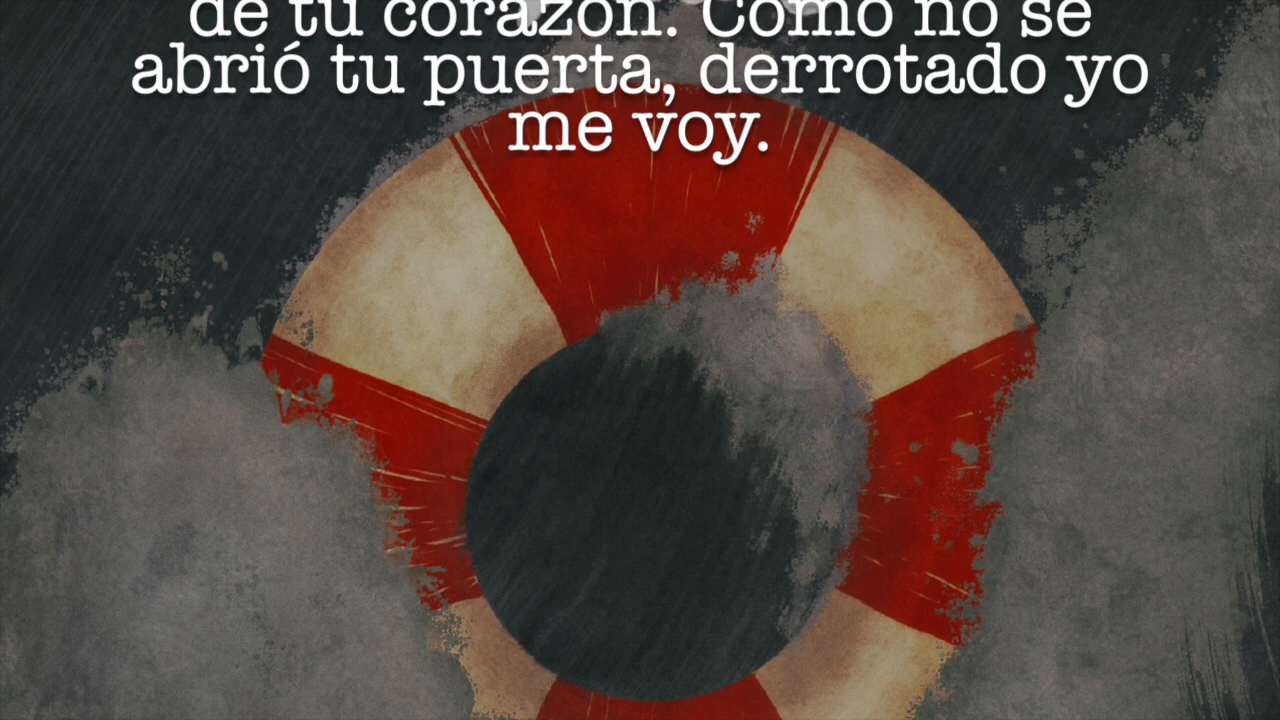 de tu corazón. Como no se
abrió tu puerta, derrotado yo
me voy.